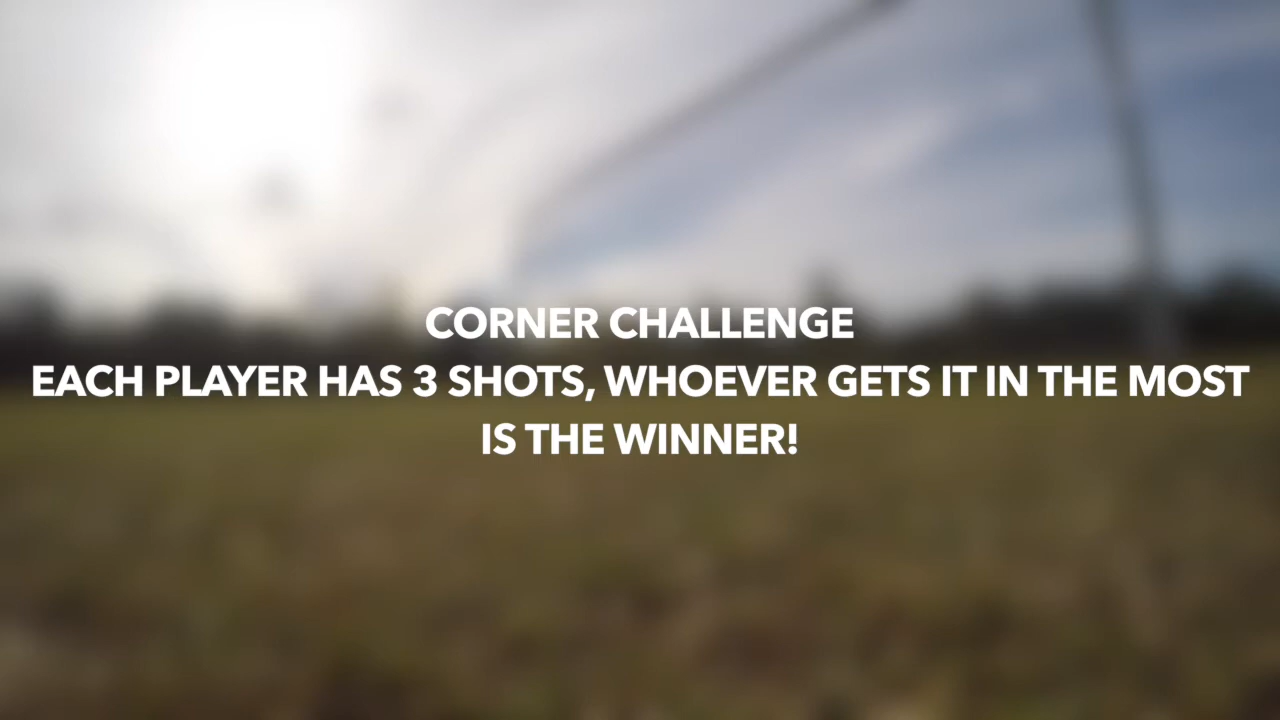 CORNER CHALLENGE
EACH PLAYER HAS 3 SHOTS, WHOEVER GETS IT IN THE MOST
IS THE WINNER!